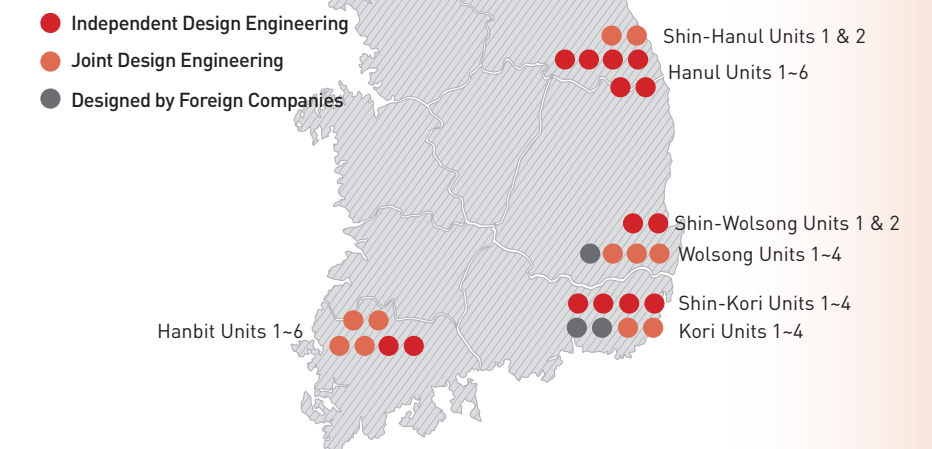 Independent Design Engineering
Joint Design Engineering
Designed by Foreign Companies
Shin-Hanul Units 1 & 2
Hanul Units 1~6
Shin-Wolsong Units 1 & 2
Wolsong Units 1~4
Shin-Kori Units 1~4
Kori Units 1~4
Hanbit Units 1~6